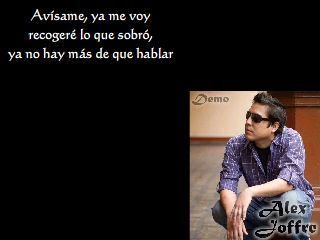 Avísame, ya me voy
recogeré lo que sobró,
ya no hay más de que hablar
Demo
Alex
Joffre